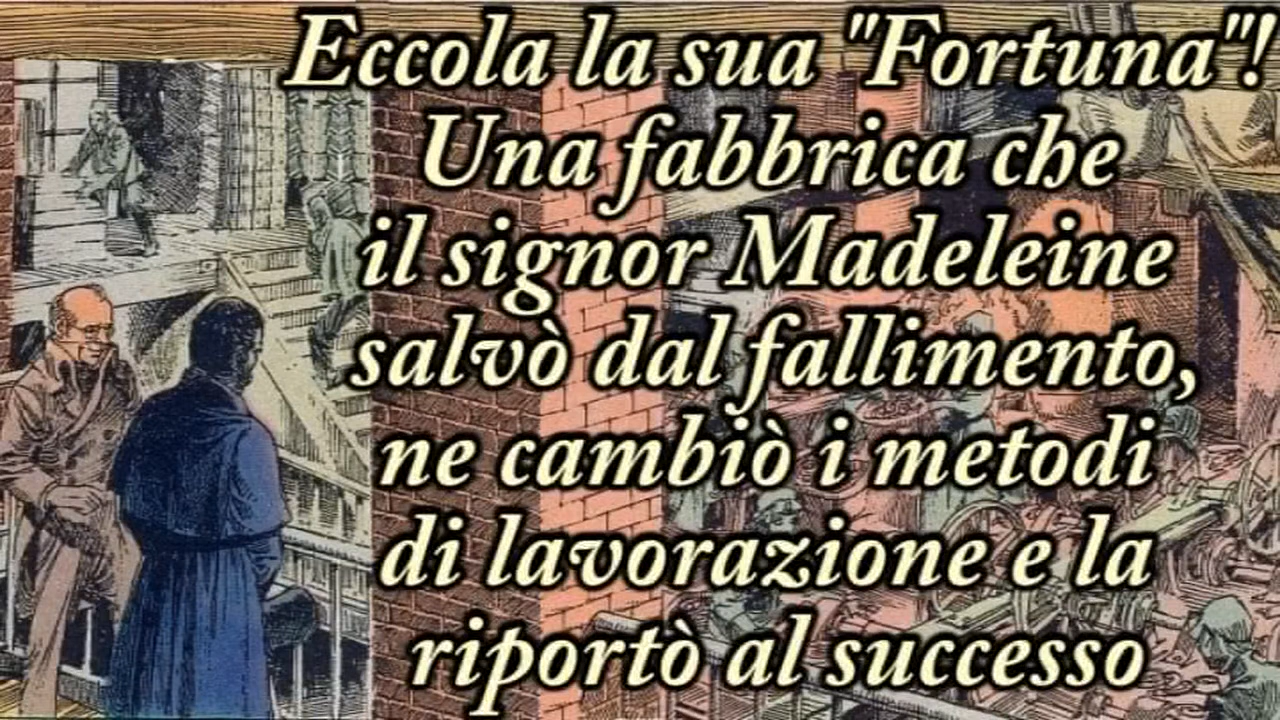 Eccola la sua "Fortuna"!
Una fabbrica che
il signor Madeleine
salvò dal fallimento,
ne cambiò i metodi
di lavorazione e la
riportò al successo